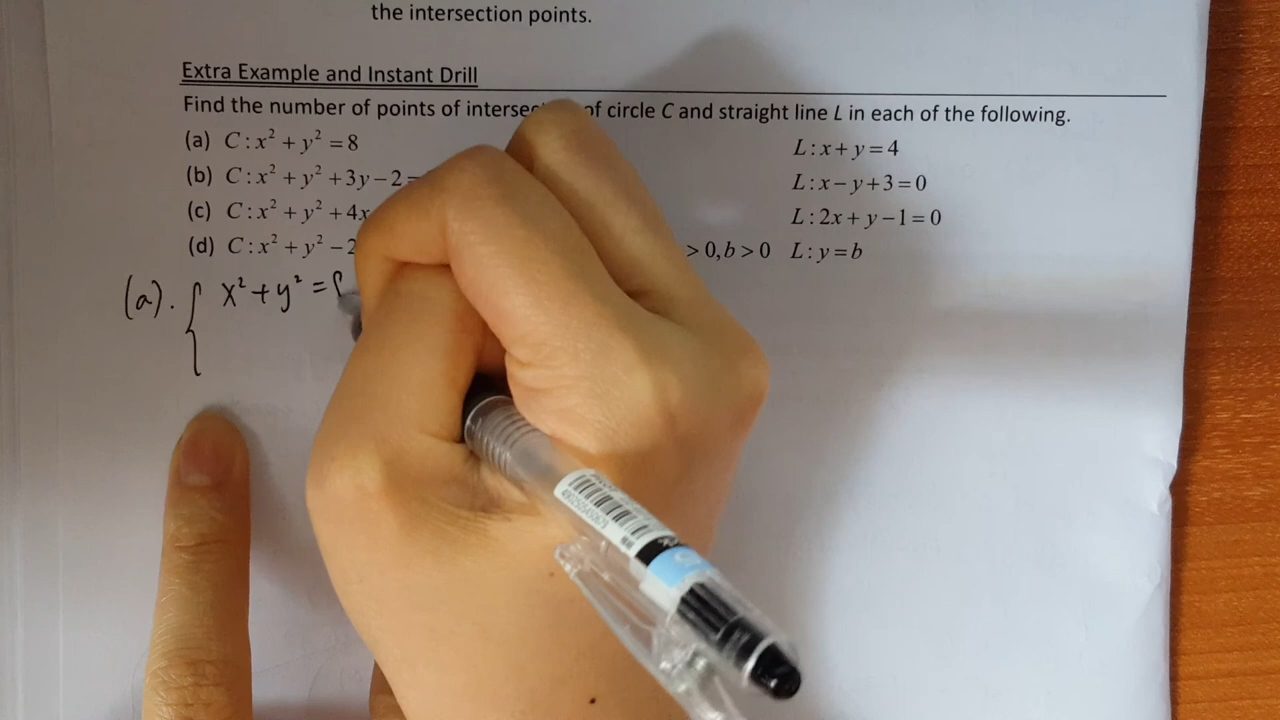 the intersection points.
Extra Example and Instant Drill
Find the number of points of of circle C and straight line L in each of the following.
(a) C : x² + y² = 8 L : x + y = 4
(b) C : x² + y² + 3y − 2 = L : x − y + 3 = 0
(c) C : x² + y² + 4x L : 2x + y − 1 = 0
(d) C : x² + y² − 2 > 0, b > 0 L : y = b
(a). { x² + y² =